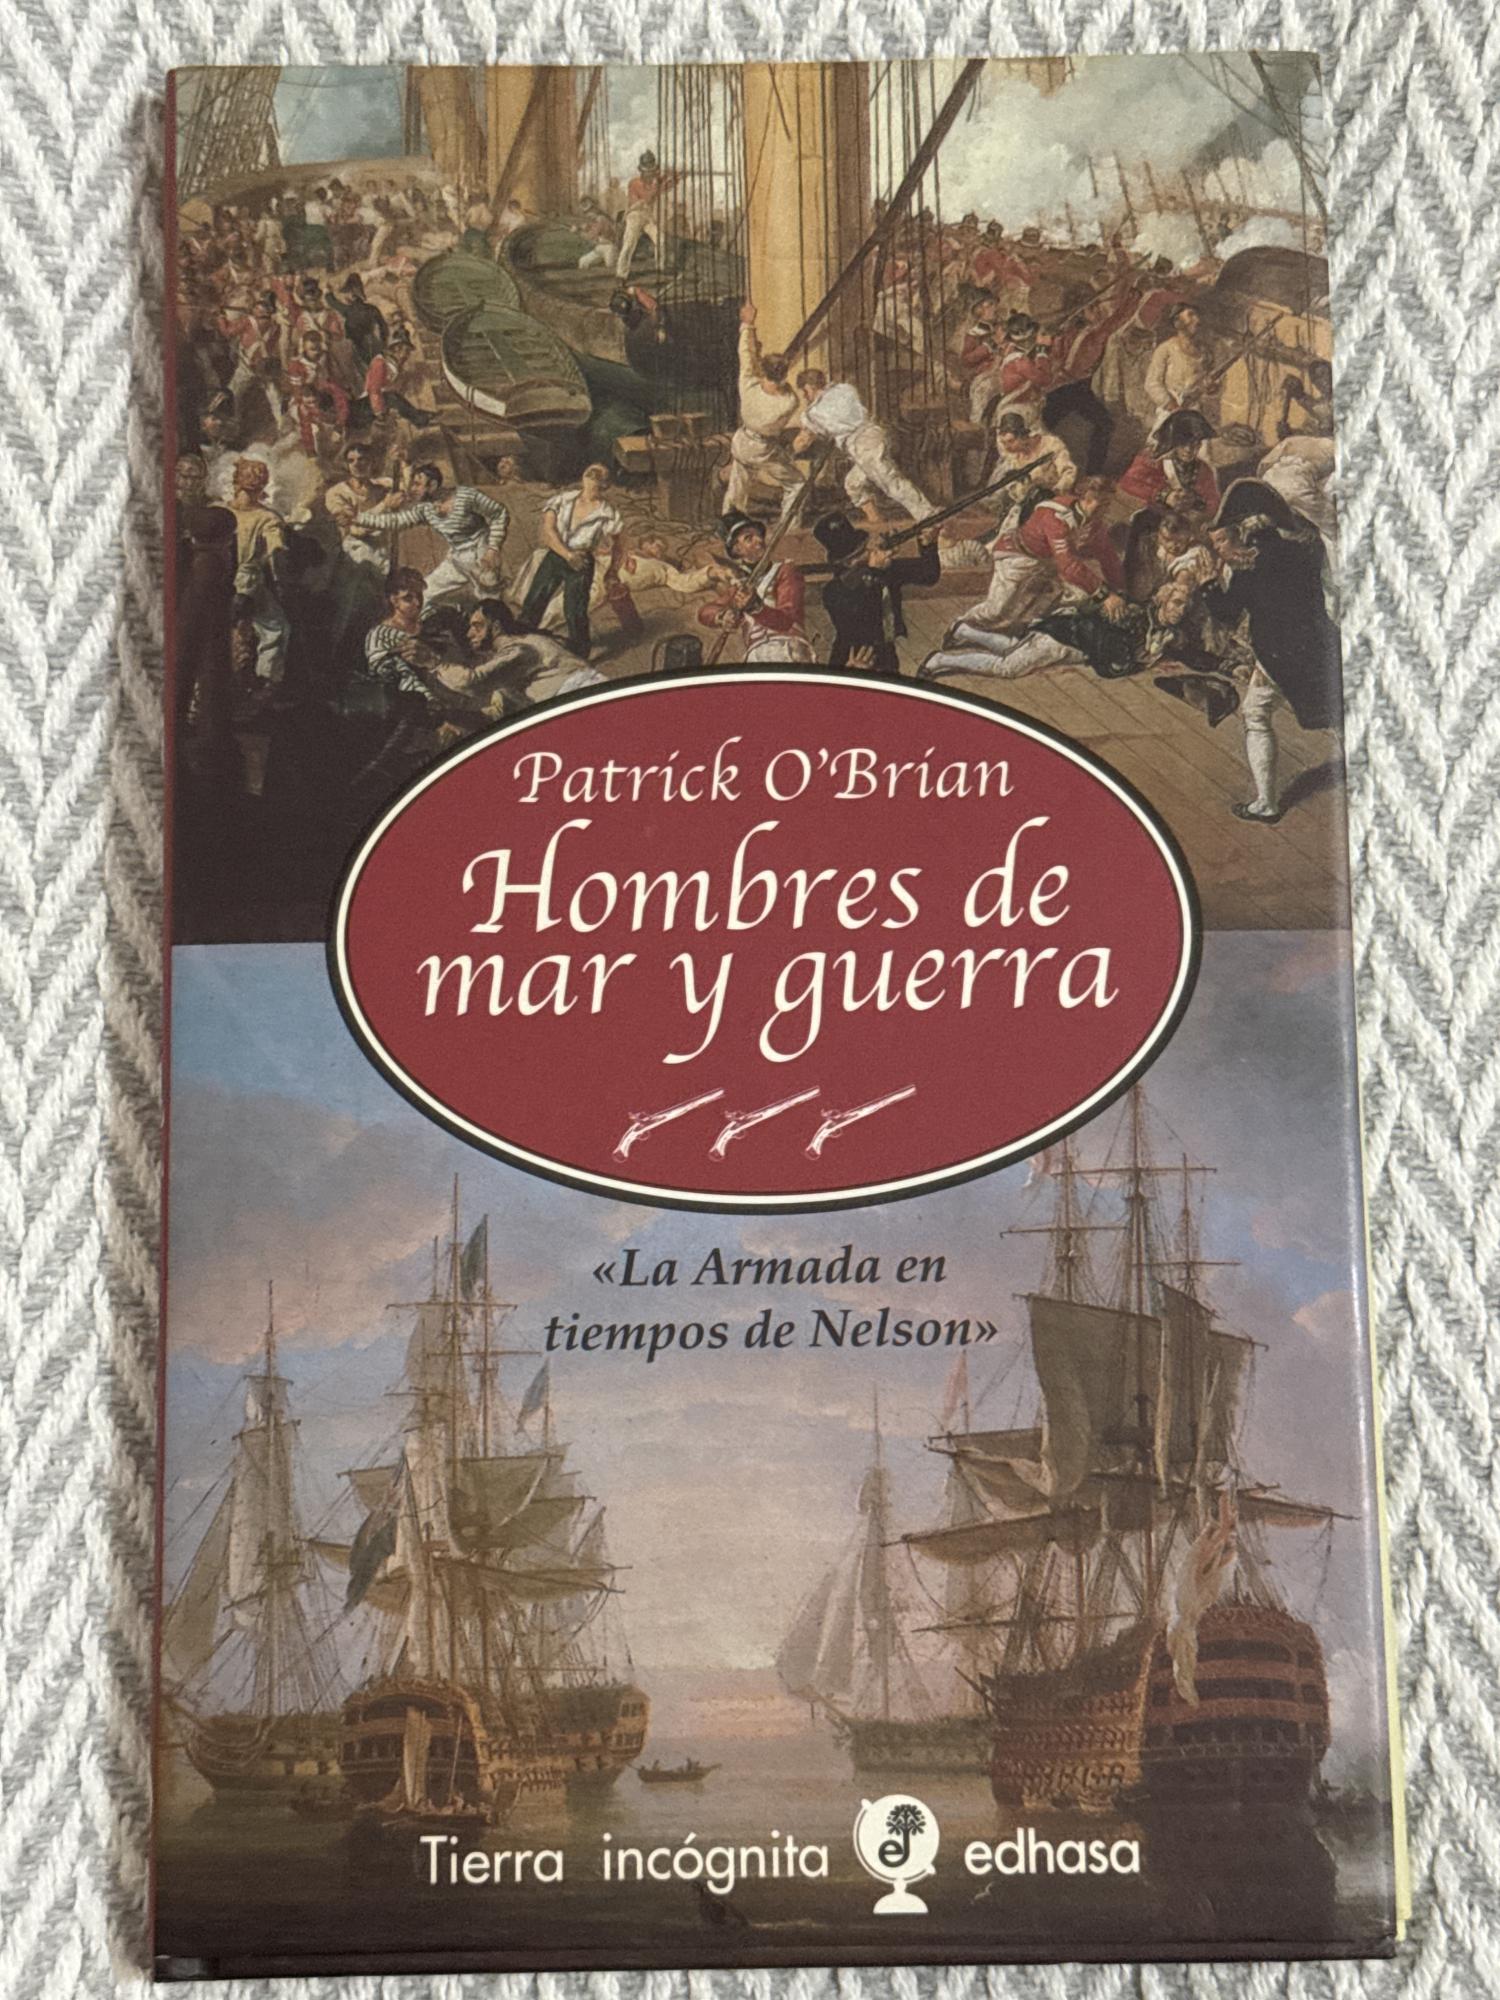 Patrick O'Brian
Hombres de
mar y guerra
«La Armada en
tiempos de Nelson»
Tierra incógnita e edhasa